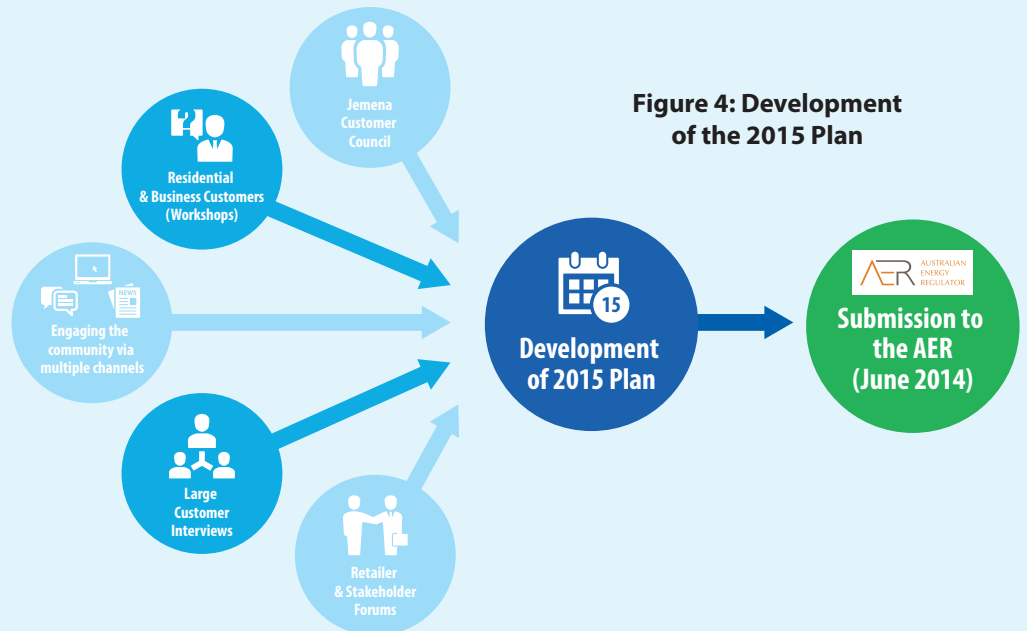 Figure 4: Development
of the 2015 Plan
Jemena
Customer
Council
?
Residential
& Business Customers
(Workshops)
NEWS
Engaging the
community via
multiple channels
Large
Customer
Interviews
Retailer
& Stakeholder
Forums
15
Development
of 2015 Plan
AER
AUSTRALIAN
ENERGY
REGULATOR
Submission to
the AER
(June 2014)